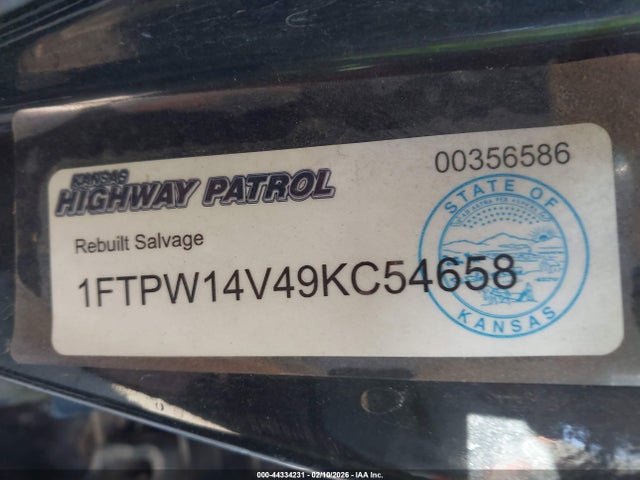 KANSAS
HIGHWAY PATROL
00356586
Rebuilt Salvage
1FTPW14V49KC54658
STATE OF
KANSAS
000-44334231 - 02/10/2026 - IAA Inc.